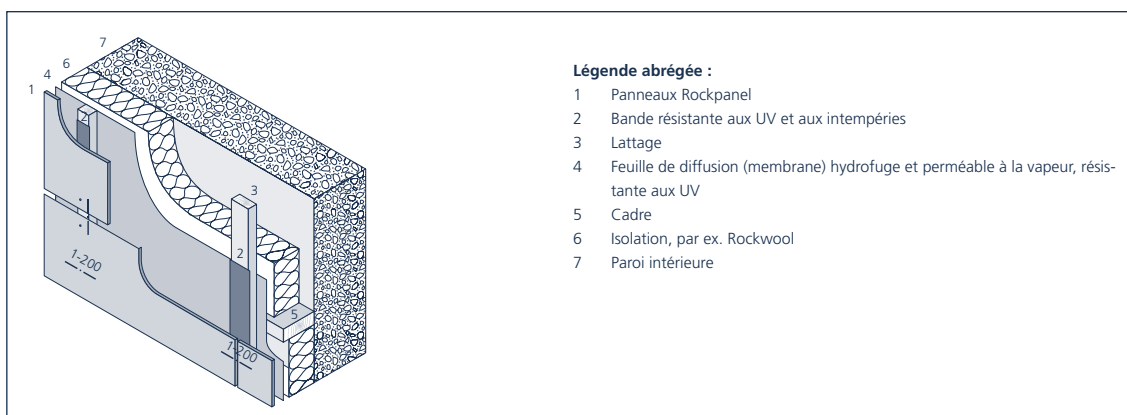 7
6
4
1
2
3
2
5
1-200
1-200
Légende abrégée :
1 Panneaux Rockpanel
2 Bande résistante aux UV et aux intempéries
3 Lattage
4 Feuille de diffusion (membrane) hydrofuge et perméable à la vapeur, résis-
tante aux UV
5 Cadre
6 Isolation, par ex. Rockwool
7 Paroi intérieure